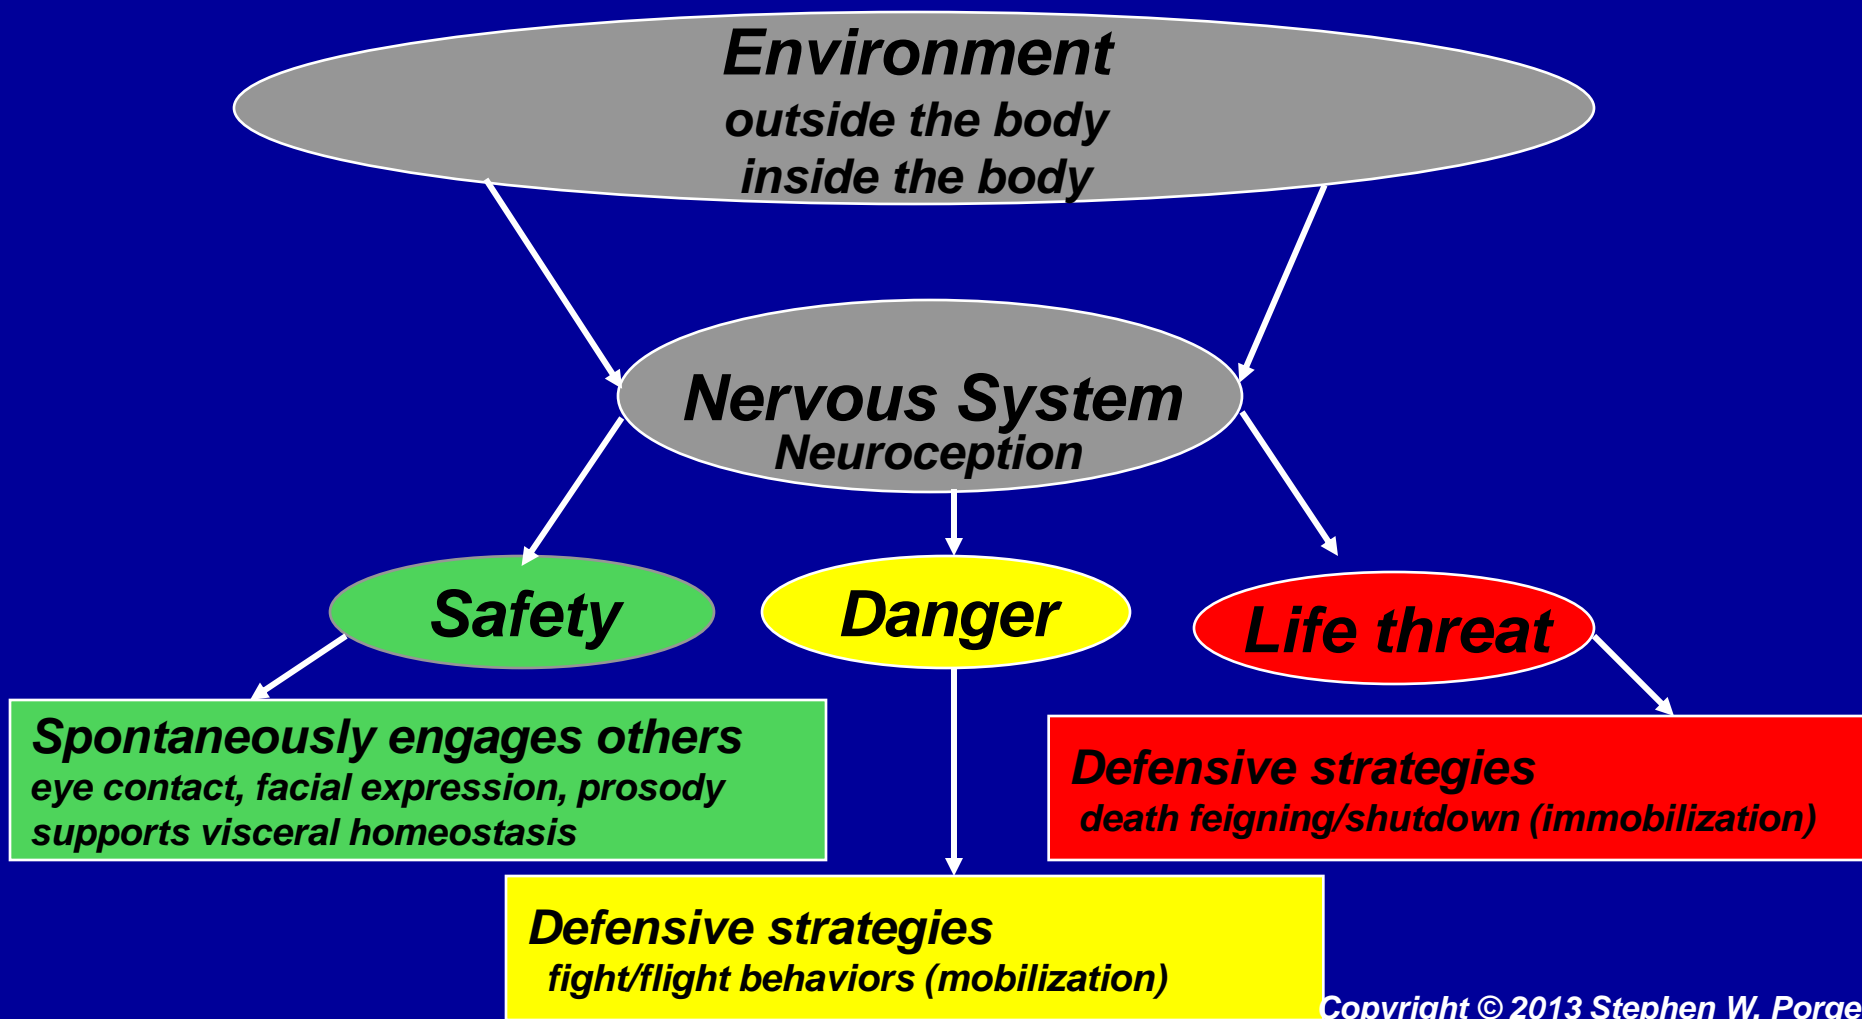 Environment
outside the body
inside the body
Nervous System
Neuroception
Safety
Danger
Life threat
Spontaneously engages others
eye contact, facial expression, prosody
supports visceral homeostasis
Defensive strategies
death feigning/shutdown (immobilization)
Defensive strategies
fight/flight behaviors (mobilization)
Copyright © 2013 Stephen W. Porge